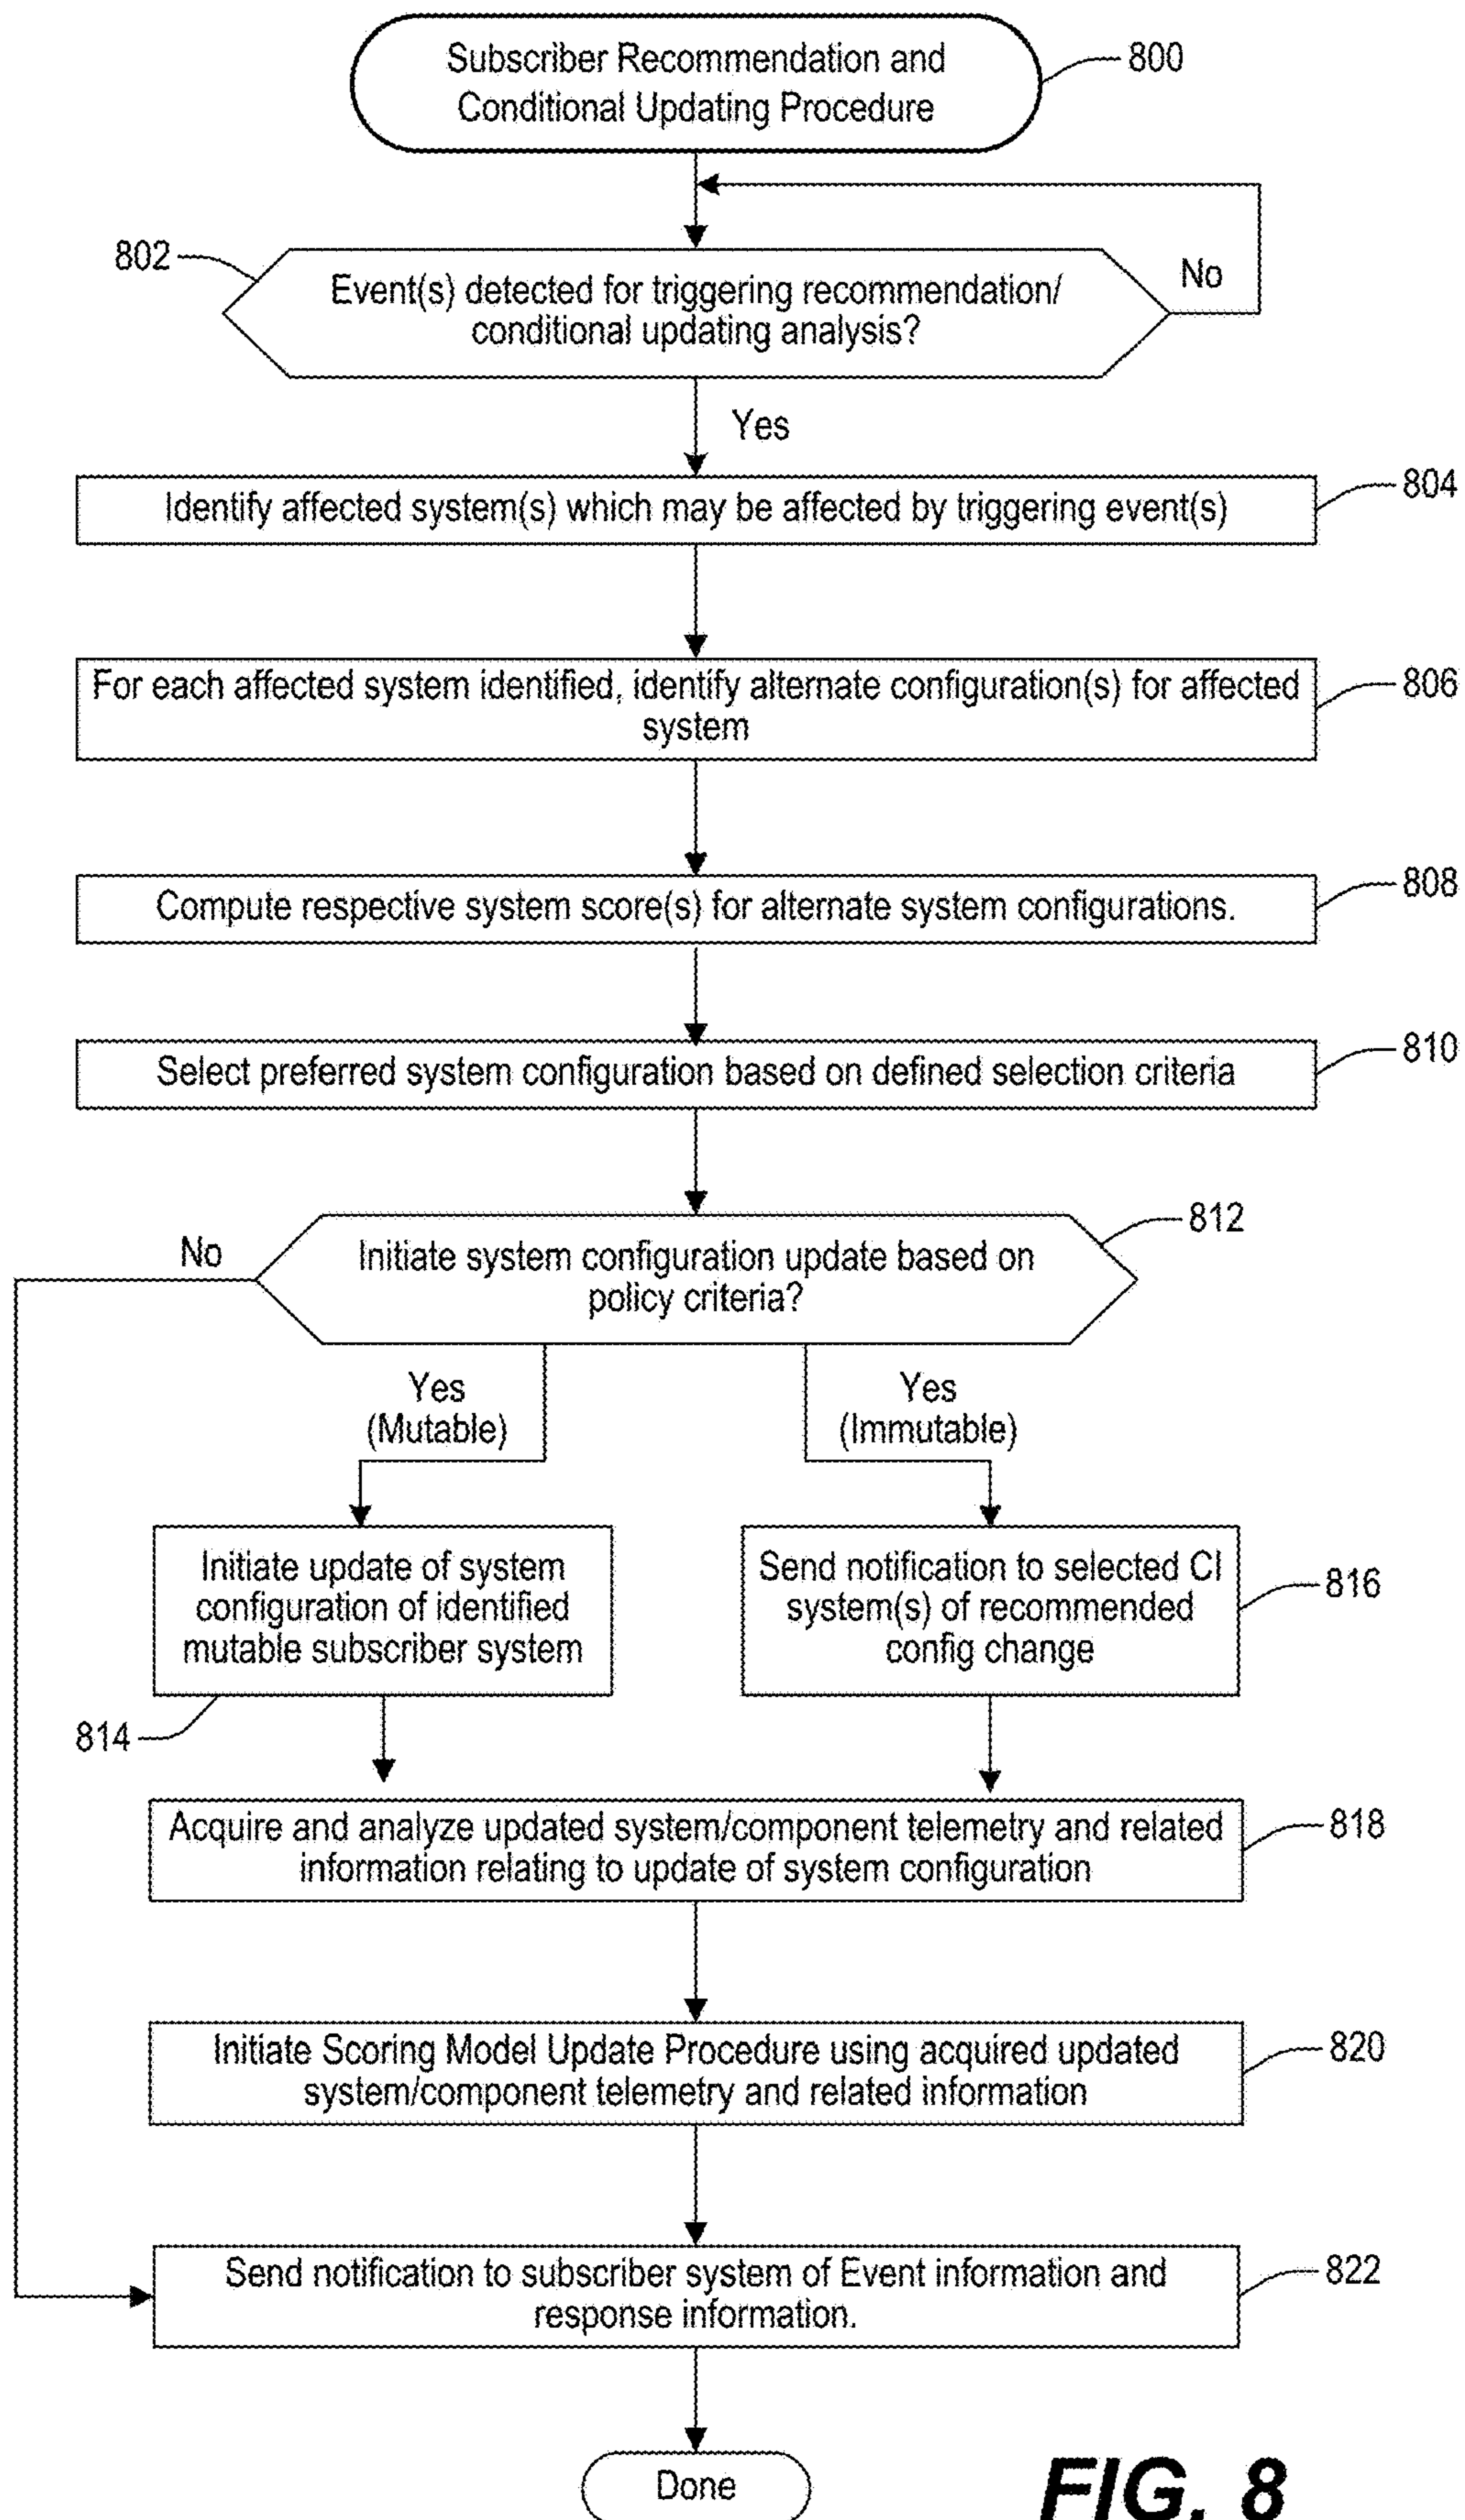 Subscriber Recommendation and
Conditional Updating Procedure
800
802
Event(s) detected for triggering recommendation/
conditional updating analysis?
No
Yes
Identify affected system(s) which may be affected by triggering event(s)
804
For each affected system identified, identify alternate configuration(s) for affected
system
806
Compute respective system score(s) for alternate system configurations.
808
Select preferred system configuration based on defined selection criteria
810
No
Initiate system configuration update based on
policy criteria?
812
Yes
(Mutable)
Yes
(Immutable)
Initiate update of system
configuration of identified
mutable subscriber system
814
Send notification to selected CI
system(s) of recommended
config change
816
Acquire and analyze updated system/component telemetry and related
information relating to update of system configuration
818
Initiate Scoring Model Update Procedure using acquired updated
system/component telemetry and related information
820
Send notification to subscriber system of Event information and
response information.
822
Done
FIG. 8